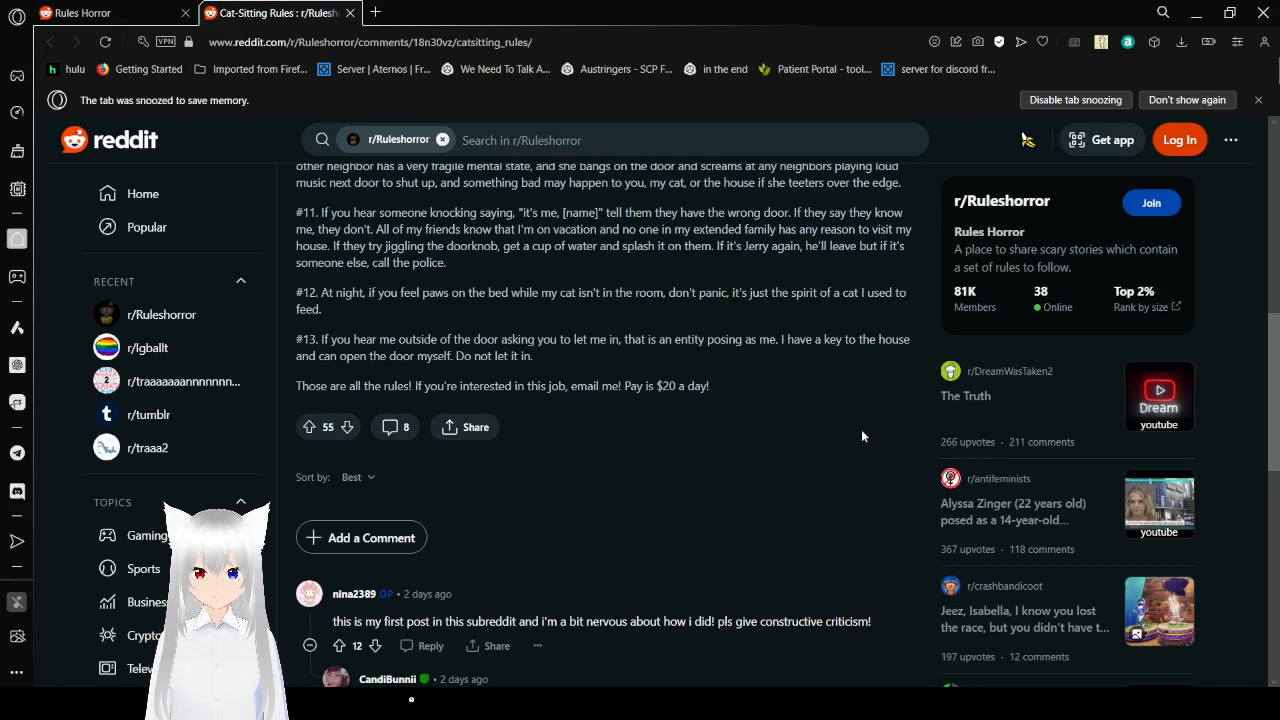 Rules Horror
Cat-Sitting Rules : r/Rulesh
VPN
www.reddit.com/r/Ruleshorror/comments/18n30vz/catsitting_rules/
hulu
Getting Started
Imported from Firef...
Server | Aternos | Fr...
We Need To Talk A...
Austringers - SCP F...
in the end
Patient Portal - tool...
server for discord fr...
The tab was snoozed to save memory.
Disable tab snoozing
Don't show again
reddit
r/Ruleshorror
Search in r/Ruleshorror
Get app
Log In
Home
Popular
RECENT
r/Ruleshorror
r/lgballt
r/traaaaaaannnnnnn...
r/tumblr
r/traaa2
TOPICS
Gaming
Sports
Busines
Crypto
Telev
other neighbor has a very fragile mental state, and she bangs on the door and screams at any neighbors playing loud
music next door to shut up, and something bad may happen to you, my cat, or the house if she teeters over the edge.
#11. If you hear someone knocking saying, "it's me, [name]" tell them they have the wrong door. If they say they know
me, they don't. All of my friends know that I'm on vacation and no one in my extended family has any reason to visit my
house. If they try jiggling the doorknob, get a cup of water and splash it on them. If it's Jerry again, he'll leave but if it's
someone else, call the police.
#12. At night, if you feel paws on the bed while my cat isn't in the room, don't panic, it's just the spirit of a cat I used to
feed.
#13. If you hear me outside of the door asking you to let me in, that is an entity posing as me. I have a key to the house
and can open the door myself. Do not let it in.
Those are all the rules! If you're interested in this job, email me! Pay is $20 a day!
55
8
Share
Sort by:
Best
Add a Comment
nina2389 OP • 2 days ago
this is my first post in this subreddit and i'm a bit nervous about how i did! pls give constructive criticism!
12
Reply
Share
CandiBunnii • 2 days ago
r/Ruleshorror
Join
Rules Horror
A place to share scary stories which contain
a set of rules to follow.
81K
38
Top 2%
Members
Online
Rank by size
r/DreamWasTaken2
The Truth
Dream
youtube
266 upvotes • 211 comments
r/antifeminists
Alyssa Zinger (22 years old)
posed as a 14-year-old...
youtube
367 upvotes • 118 comments
r/crashbandicoot
Jeez, Isabella, I know you lost
the race, but you didn't have t...
197 upvotes • 12 comments